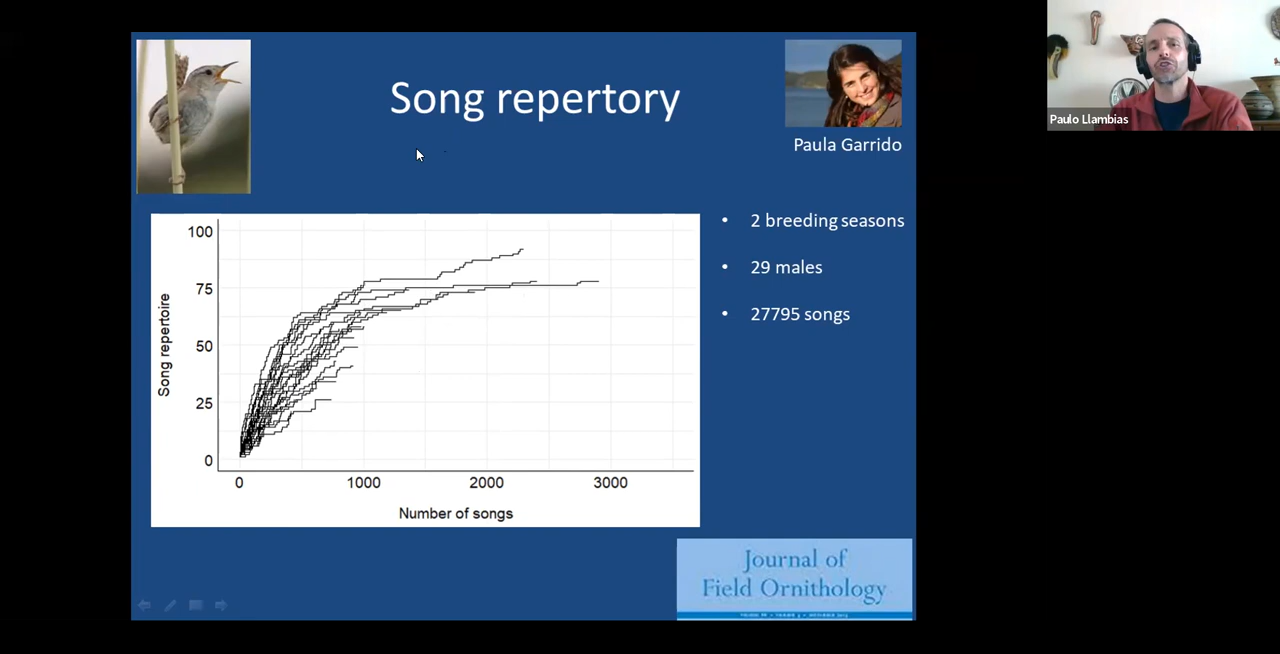 Song repertory
Paula Garrido
Paulo Llambias
• 2 breeding seasons
• 29 males
• 27795 songs
100
75
50
25
0
Song repertoire
0 1000 2000 3000
Number of songs
Journal of
Field Ornithology